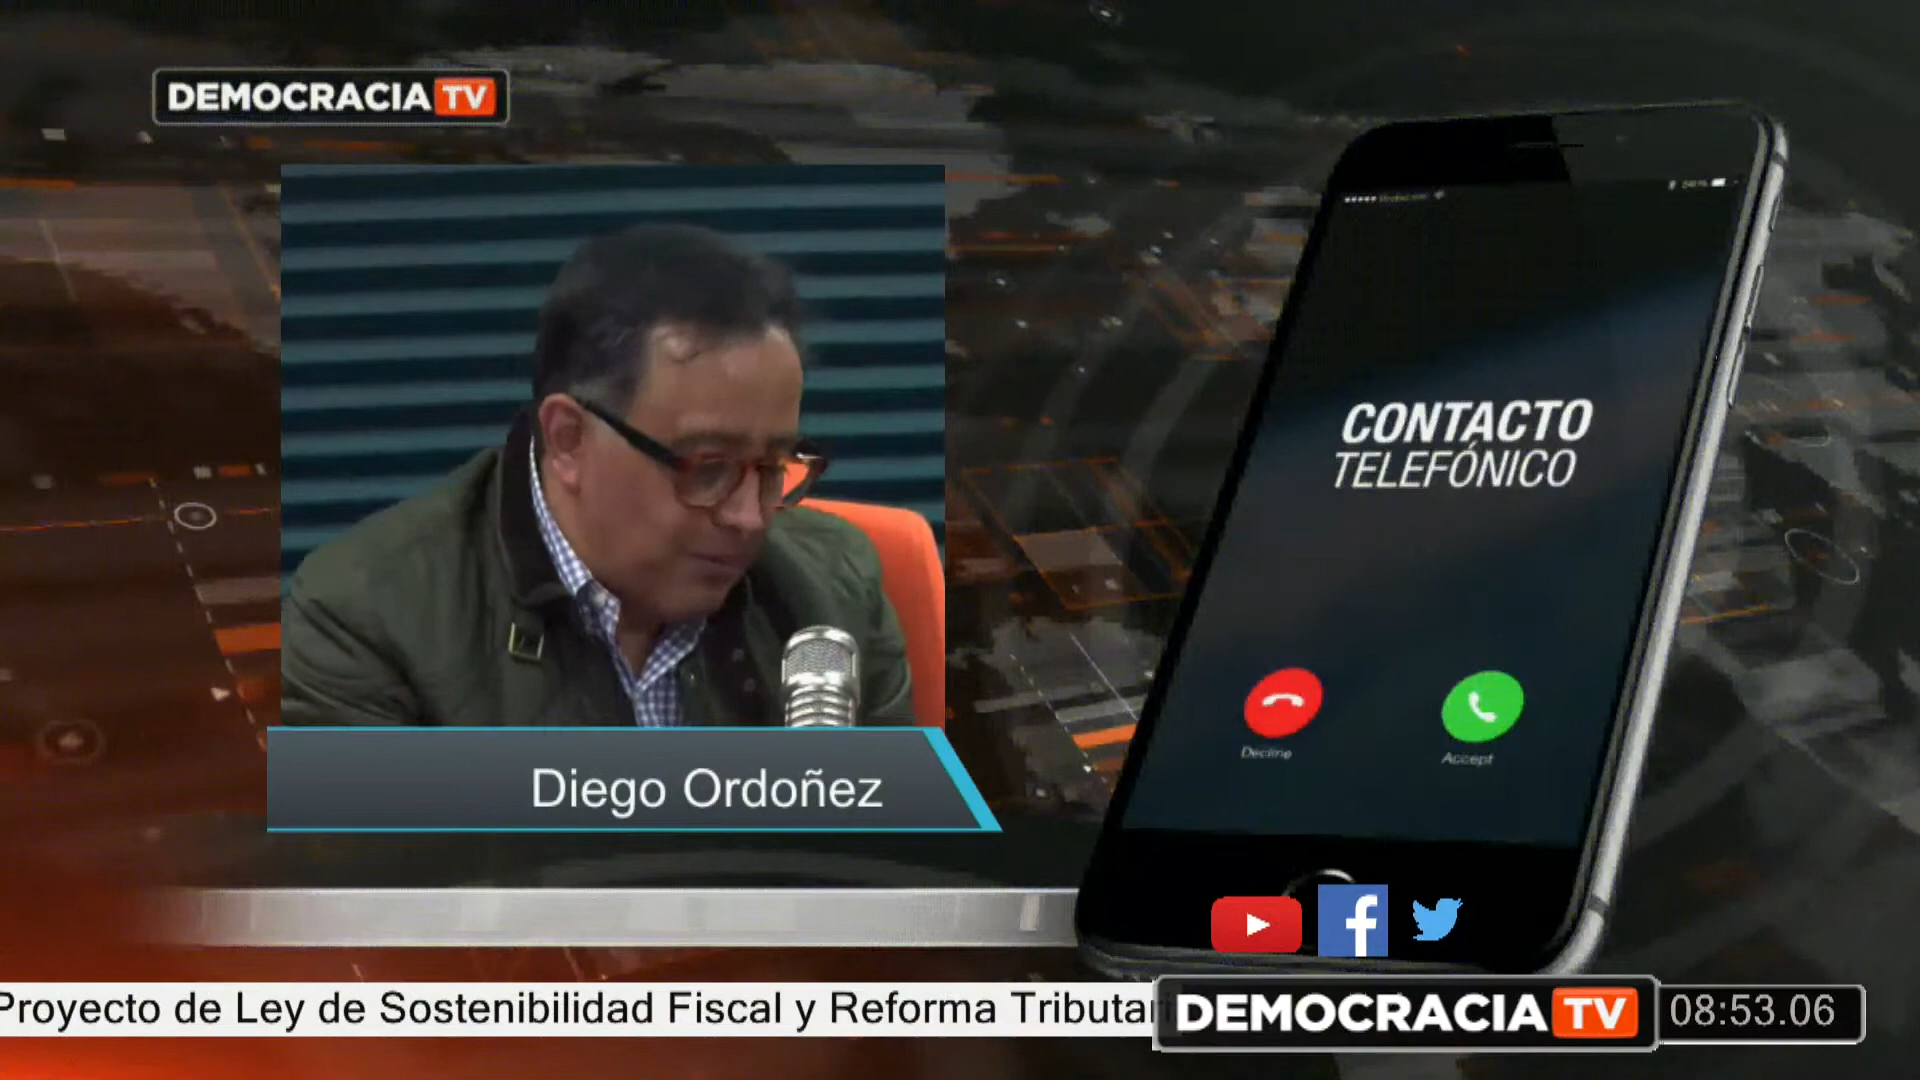 DEMOCRACIA TV
CONTACTO
TELEFÓNICO
Decline
Accept
Diego Ordoñez
Proyecto de Ley de Sostenibilidad Fiscal y Reforma
DEMOCRACIA TV
08:53.06